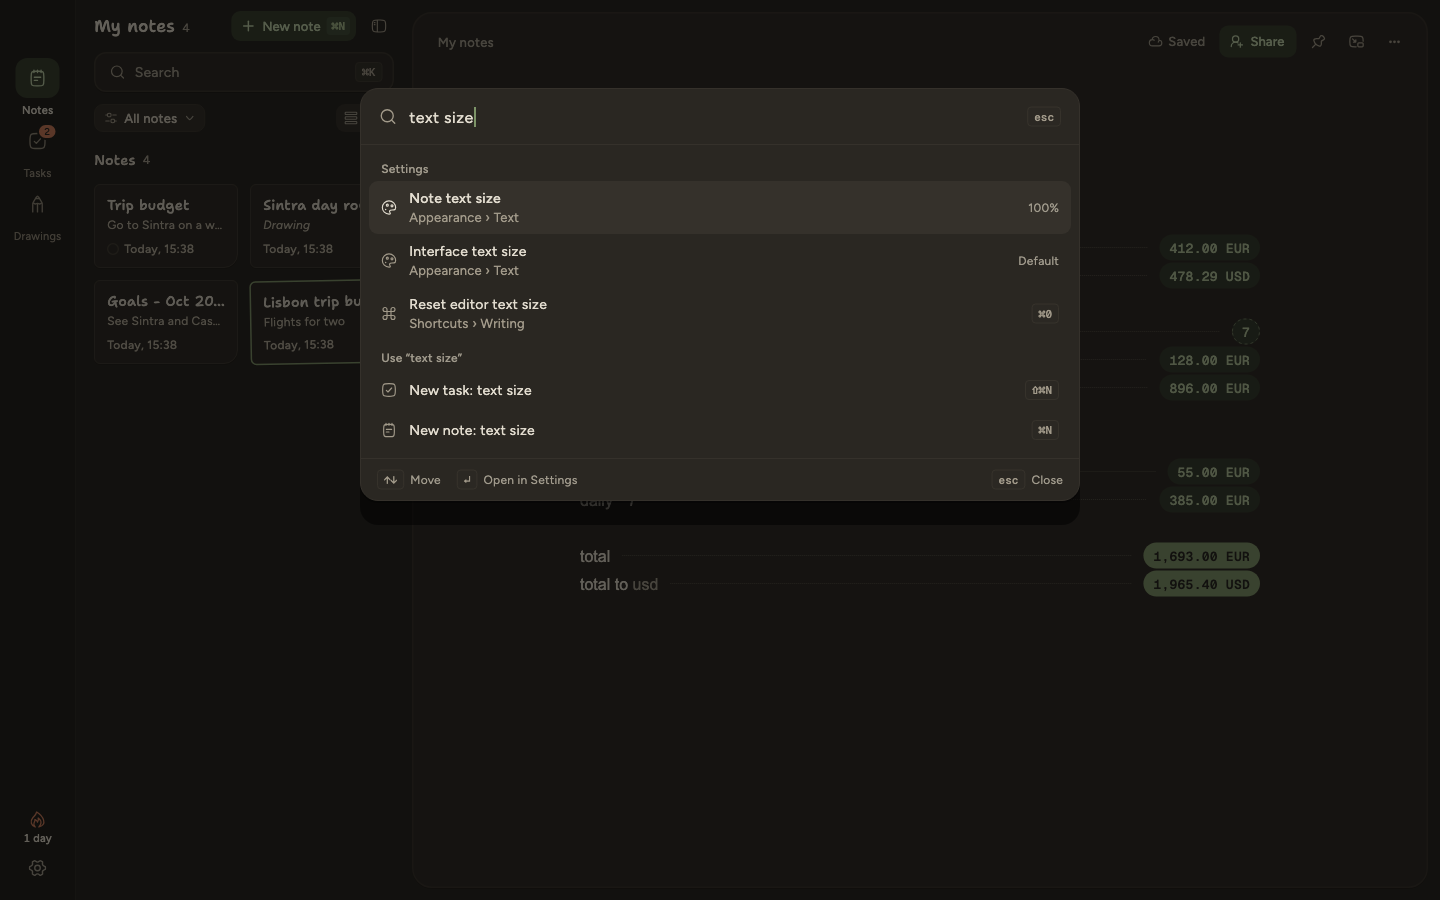 My notes 4
New note ⌘N
Search ⌘K
All notes
Notes 4
Trip budget
Go to Sintra on a w...
Today, 15:38
Sintra day ro
Drawing
Today, 15:38
Goals - Oct 20...
See Sintra and Cas...
Today, 15:38
Lisbon trip bu
Flights for two
Today, 15:38
Notes
2
Tasks
Drawings
1 day
My notes
Saved
Share
text size
esc
Settings
Note text size
Appearance › Text
100%
Interface text size
Appearance › Text
Default
Reset editor text size
Shortcuts › Writing
⌘0
Use “text size”
New task: text size
⇧⌘N
New note: text size
⌘N
Move
Open in Settings
esc Close
412.00 EUR
478.29 USD
7
128.00 EUR
896.00 EUR
55.00 EUR
385.00 EUR
total 1,693.00 EUR
total to usd 1,965.40 USD